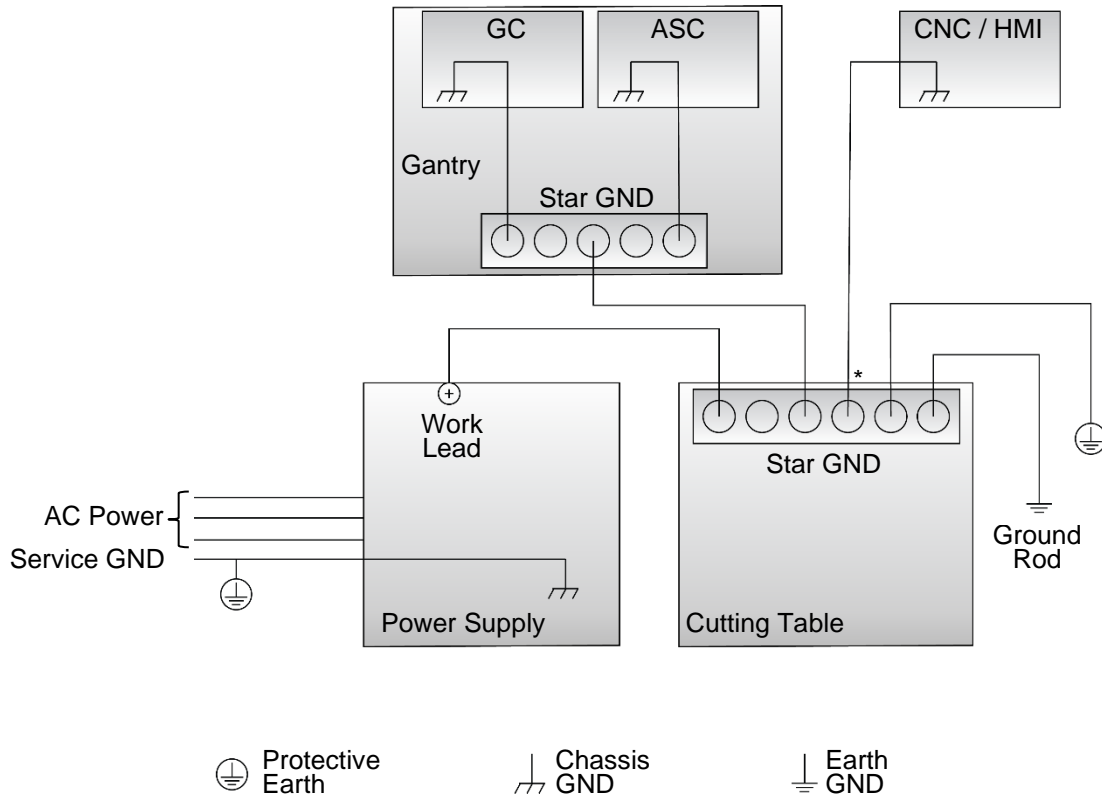 GC
ASC
CNC / HMI
Gantry
Star GND
*
+
Work
Lead
Star GND
AC Power
Service GND
Ground
Rod
Power Supply
Cutting Table
Protective
Earth
Chassis
GND
Earth
GND